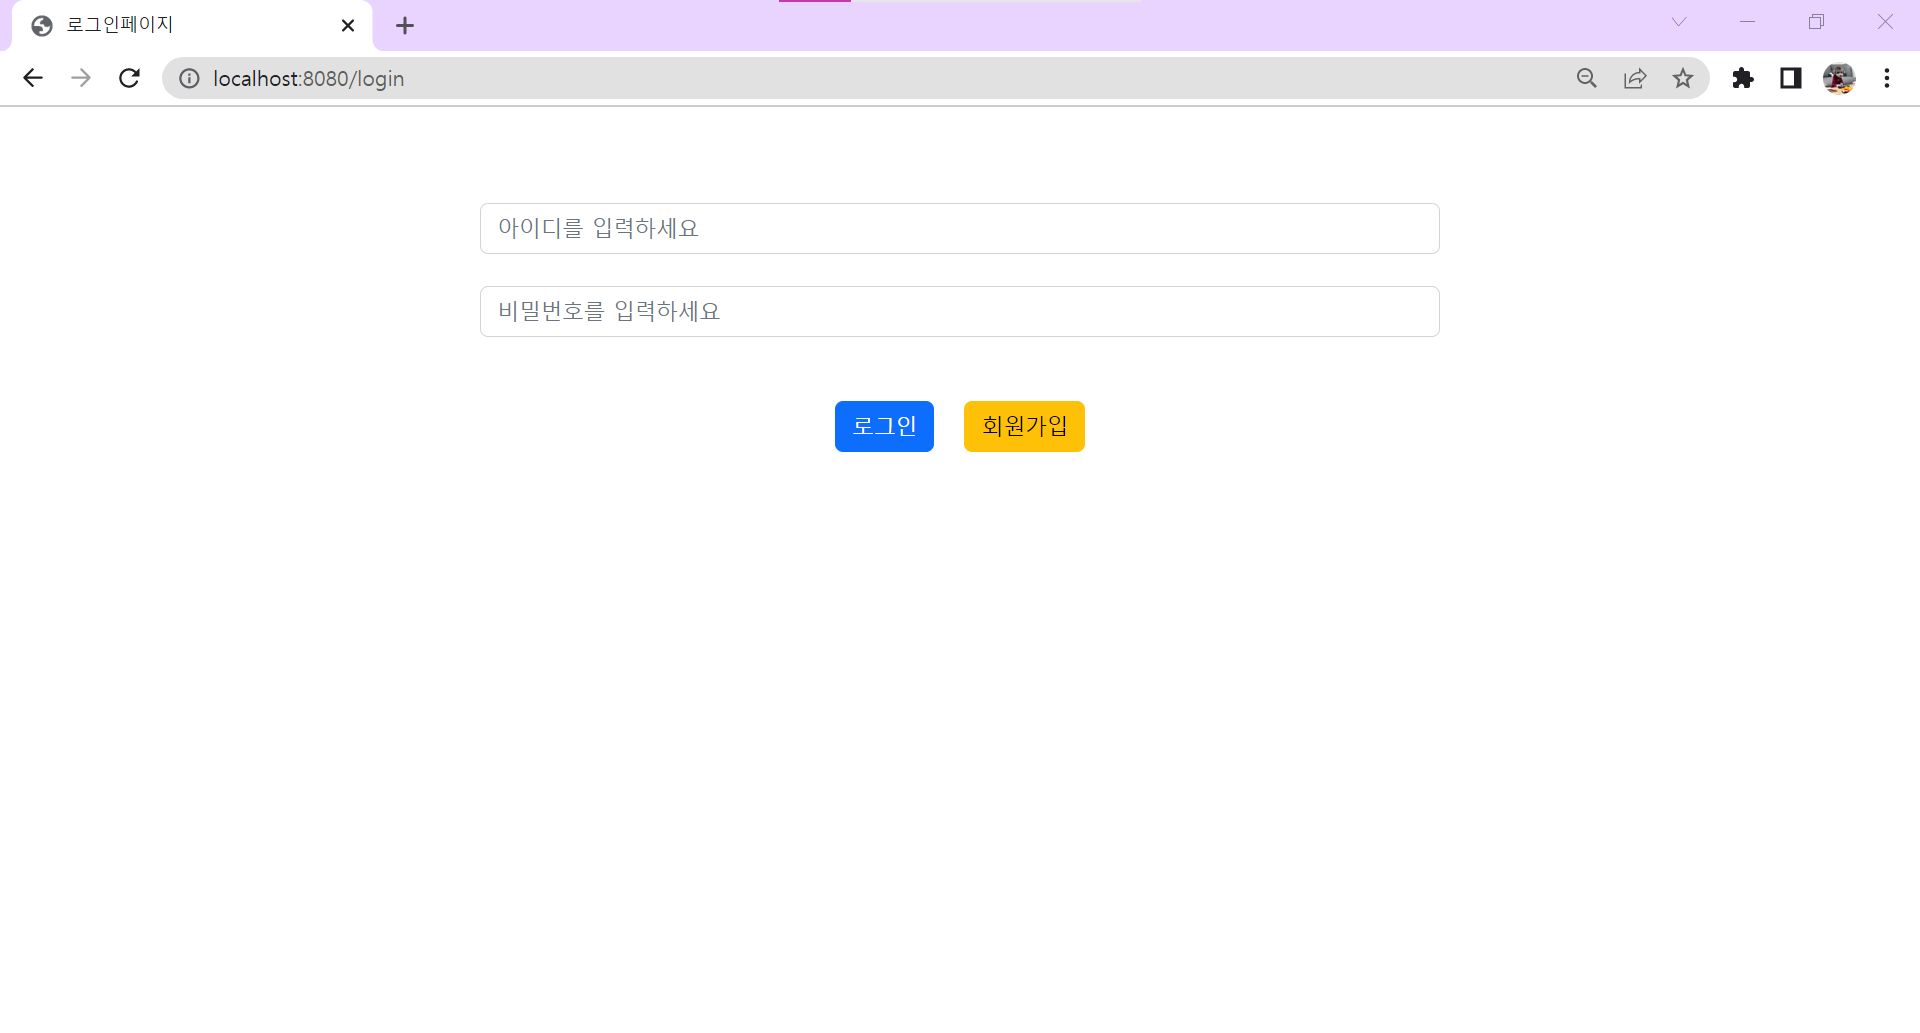 로그인페이지
localhost:8080/login
아이디를 입력하세요
비밀번호를 입력하세요
로그인 회원가입